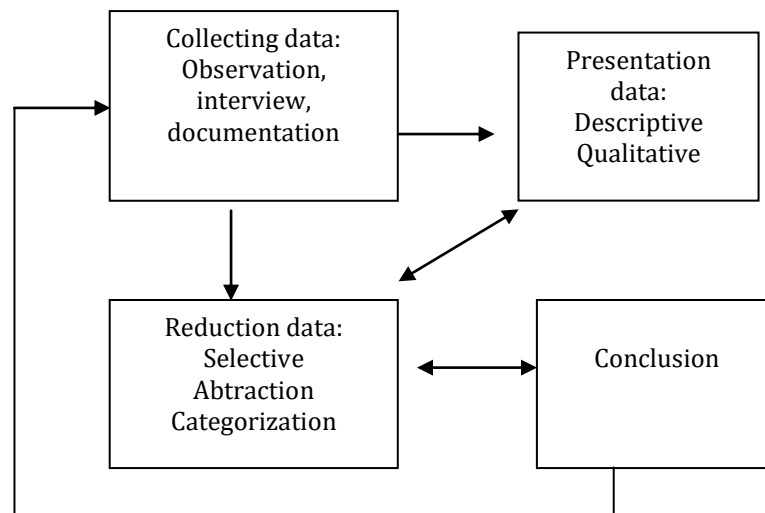 Collecting data:
Observation,
interview,
documentation
Presentation
data:
Descriptive
Qualitative
Reduction data:
Selective
Abtraction
Categorization
Conclusion